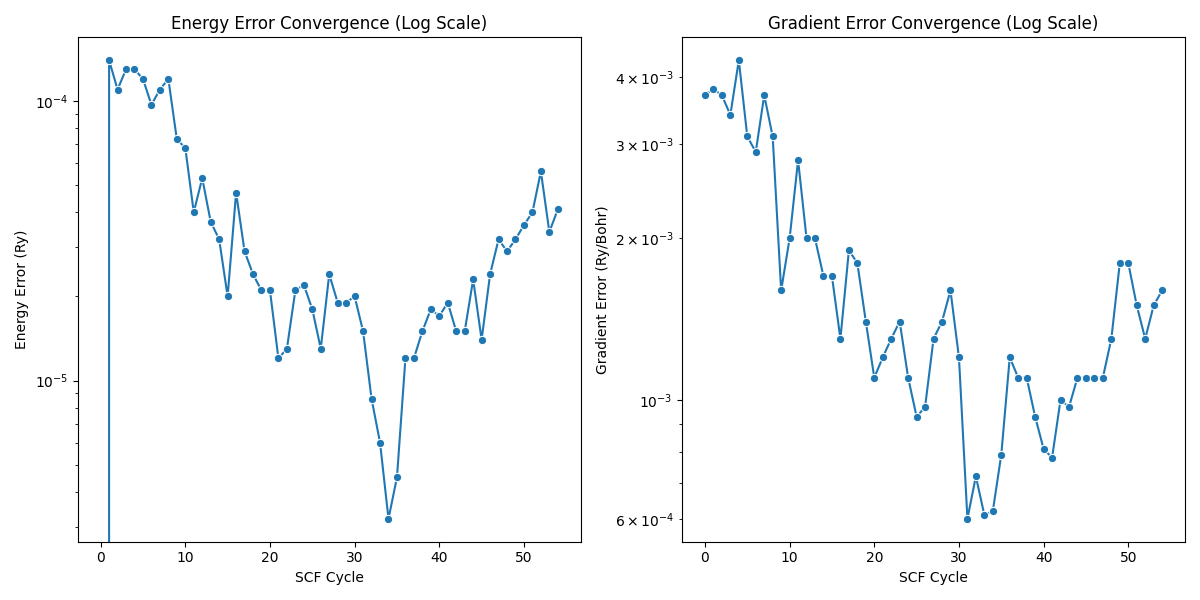 Energy Error Convergence (Log Scale)
Energy Error (Ry)
10⁻⁴
10⁻⁵
0 10 20 30 40 50
SCF Cycle
Gradient Error Convergence (Log Scale)
Gradient Error (Ry/Bohr)
4 × 10⁻³
3 × 10⁻³
2 × 10⁻³
10⁻³
6 × 10⁻⁴
0 10 20 30 40 50
SCF Cycle